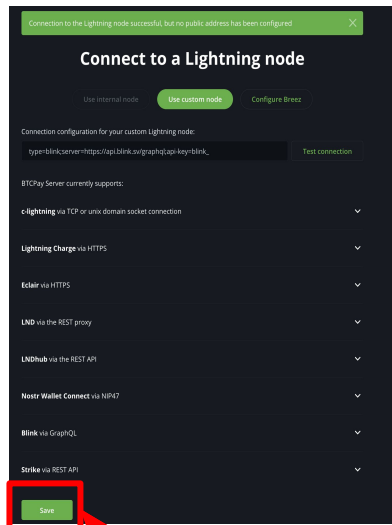 Connection to the Lightning node successful, but no public address has been configured
Connect to a Lightning node
Use internal node
Use custom node
Configure Breez
Connection configuration for your custom Lightning node:
type=blink;server=https://api.blink.sv/graphql;api-key=blink_
Test connection
BTCPay Server currently supports:
c-lightning via TCP or unix domain socket connection
Lightning Charge via HTTPS
Eclair via HTTPS
LND via the REST proxy
LNDhub via the REST API
Nostr Wallet Connect via NIP47
Blink via GraphQL
Strike via REST API
Save